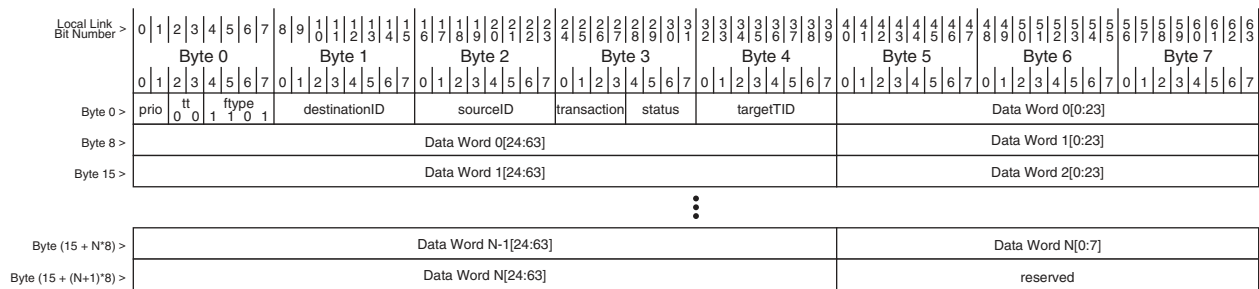 Local Link
Bit Number > 0 1 2 3 4 5 6 7 8 9 10 11 12 13 14 15 16 17 18 19 20 21 22 23 24 25 26 27 28 29 30 31 32 33 34 35 36 37 38 39 40 41 42 43 44 45 46 47 48 49 50 51 52 53 54 55 56 57 58 59 60 61 62 63
Byte 0 Byte 1 Byte 2 Byte 3 Byte 4 Byte 5 Byte 6 Byte 7
0 1 2 3 4 5 6 7 0 1 2 3 4 5 6 7 0 1 2 3 4 5 6 7 0 1 2 3 4 5 6 7 0 1 2 3 4 5 6 7 0 1 2 3 4 5 6 7 0 1 2 3 4 5 6 7 0 1 2 3 4 5 6 7
Byte 0 > prio tt 0 0 ftype 1 1 0 1 destinationID sourceID transaction status targetTID Data Word 0[0:23]
Byte 8 > Data Word 0[24:63] Data Word 1[0:23]
Byte 15 > Data Word 1[24:63] Data Word 2[0:23]
Byte (15 + N*8) > Data Word N-1[24:63] Data Word N[0:7]
Byte (15 + (N+1)*8) > Data Word N[24:63] reserved